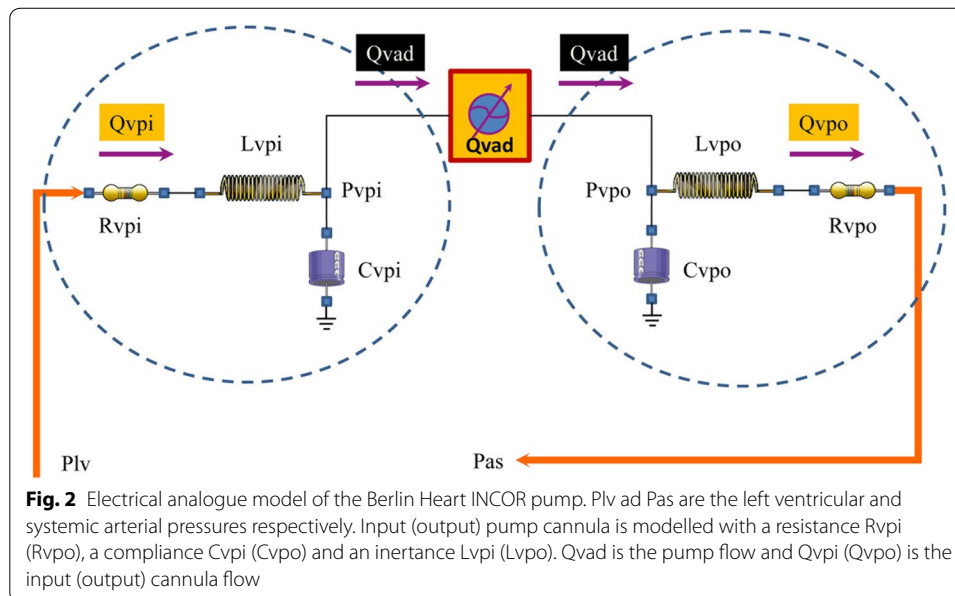 Qvad
Qvad
Qvpi
Qvpo
Lvpi
Qvad
Lvpo
Pvpi
Pvpo
Rvpi
Rvpo
Cvpi
Cvpo
Plv
Pas
Fig. 2 Electrical analogue model of the Berlin Heart INCOR pump. Plv ad Pas are the left ventricular and
systemic arterial pressures respectively. Input (output) pump cannula is modelled with a resistance Rvpi
(Rvpo), a compliance Cvpi (Cvpo) and an inertance Lvpi (Lvpo). Qvad is the pump flow and Qvpi (Qvpo) is the
input (output) cannula flow